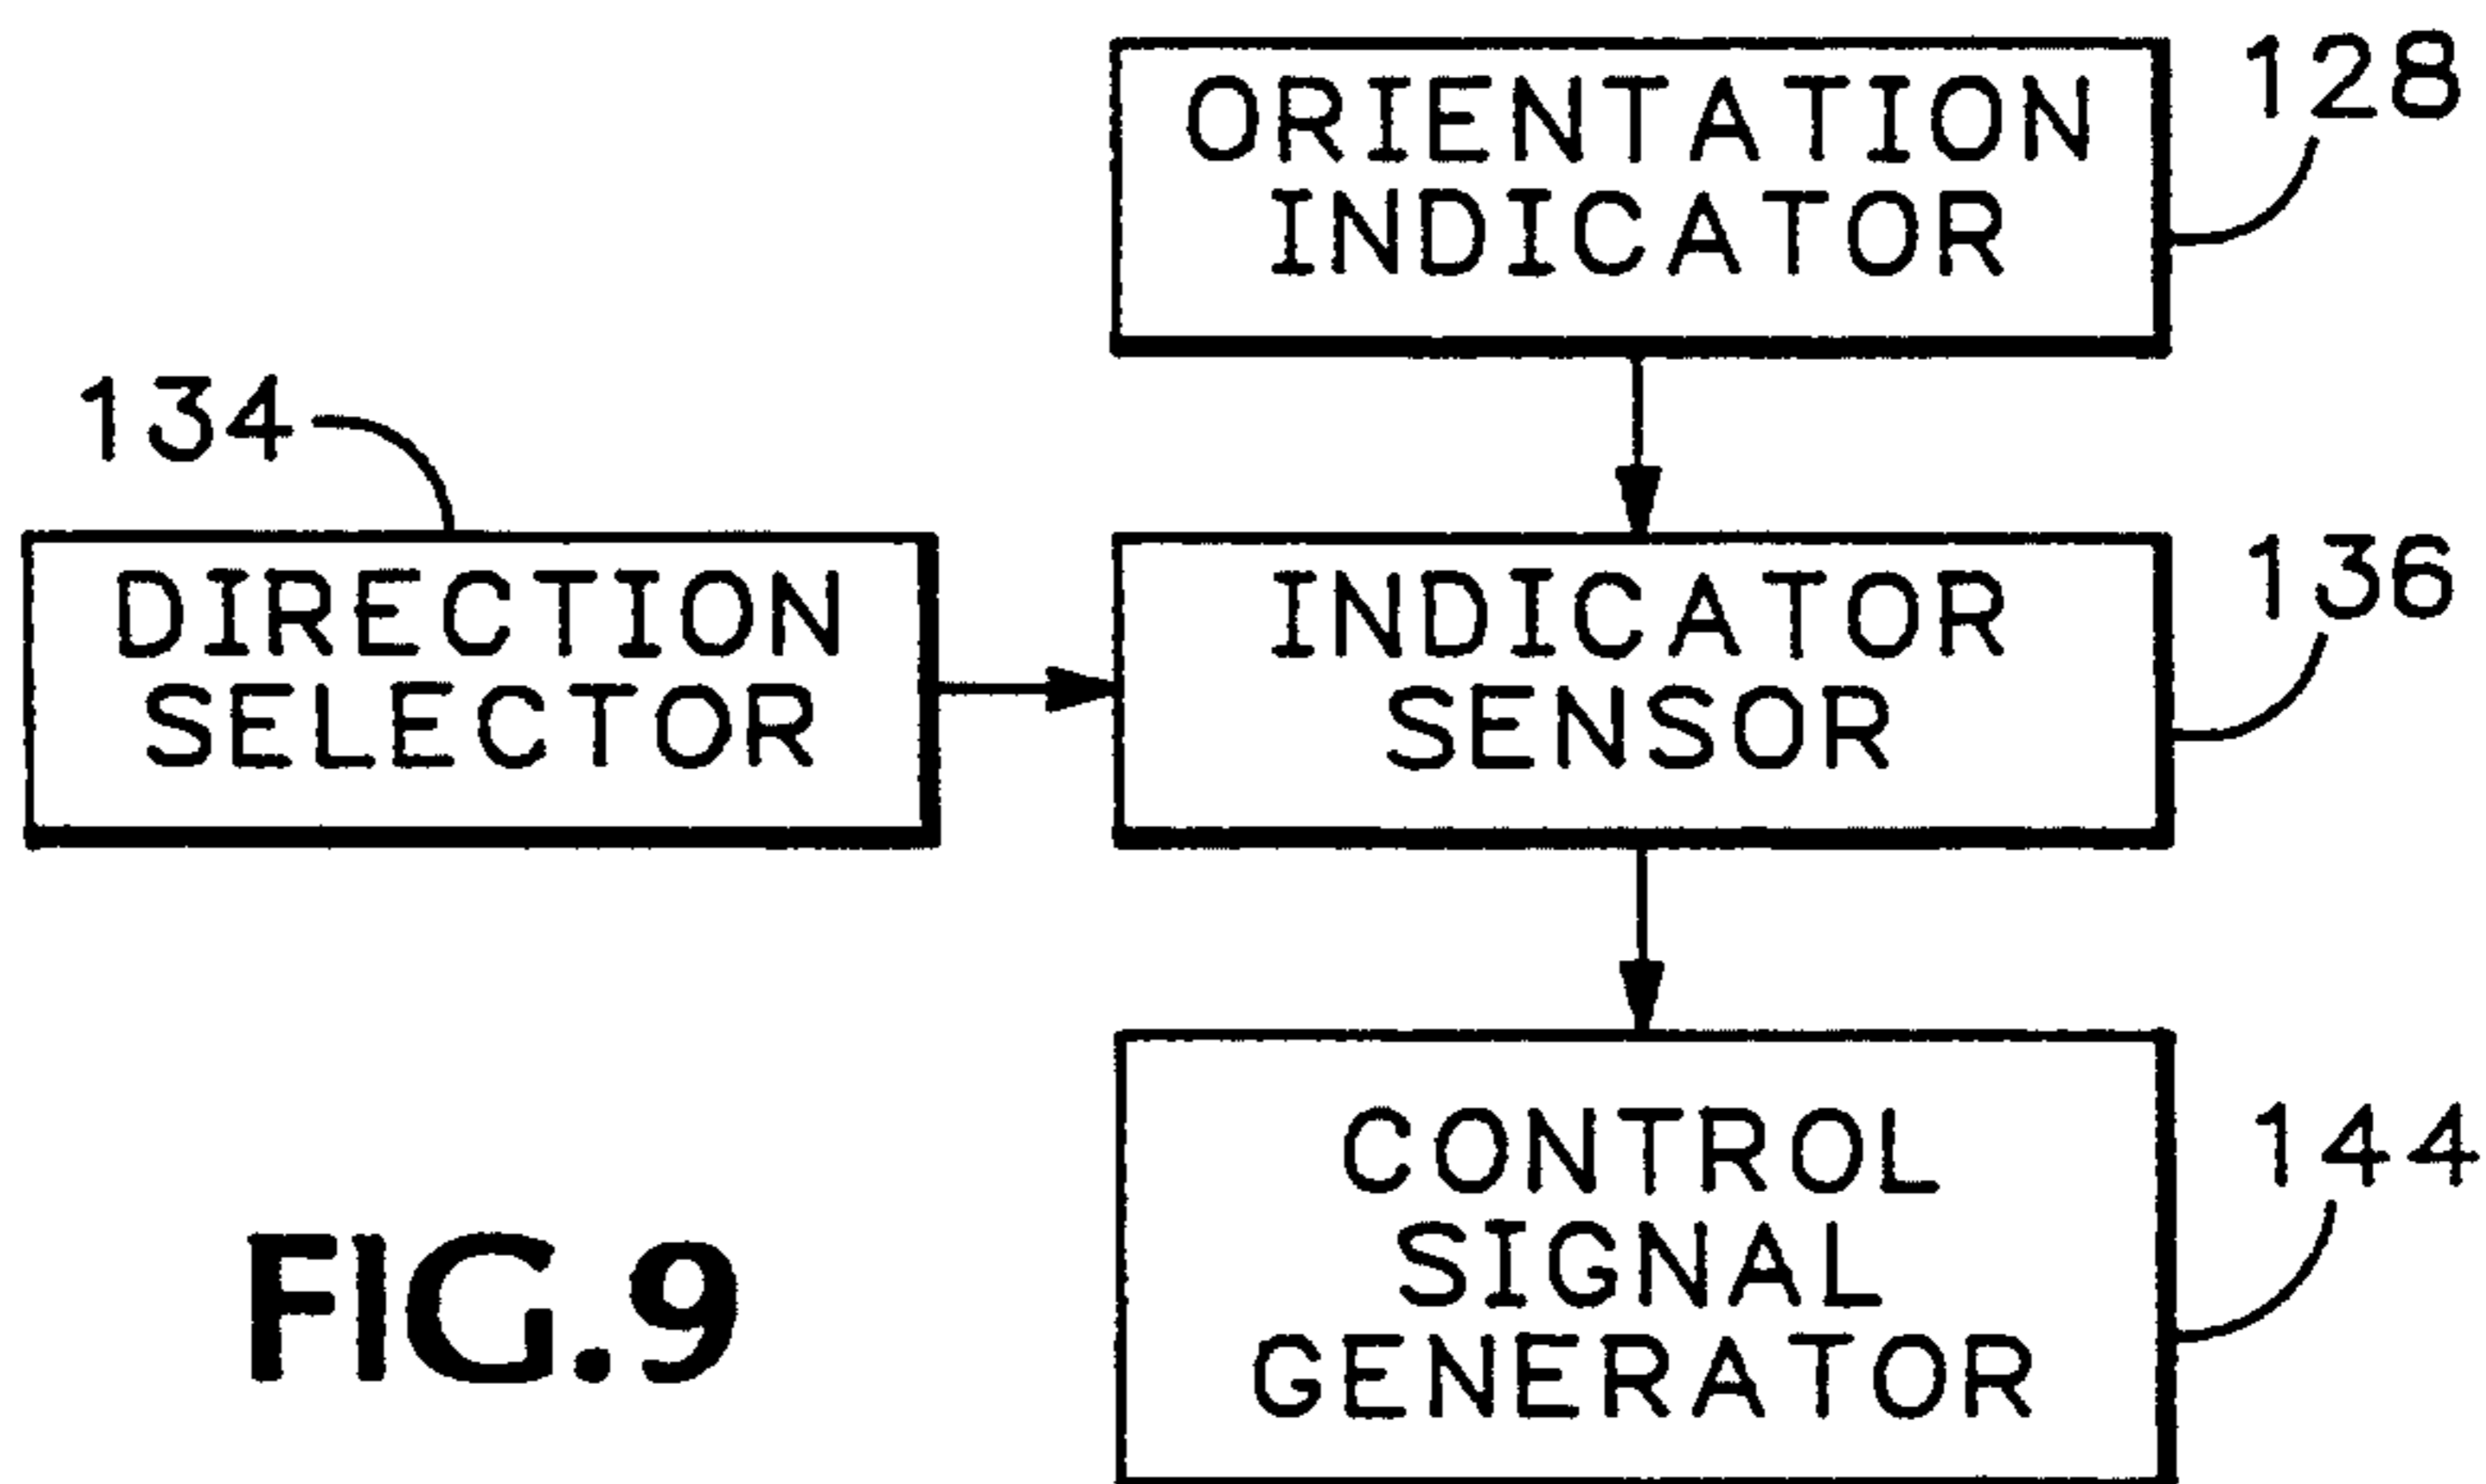 ORIENTATION
INDICATOR
128
134
DIRECTION
SELECTOR
INDICATOR
SENSOR
136
CONTROL
SIGNAL
GENERATOR
144
FIG.9